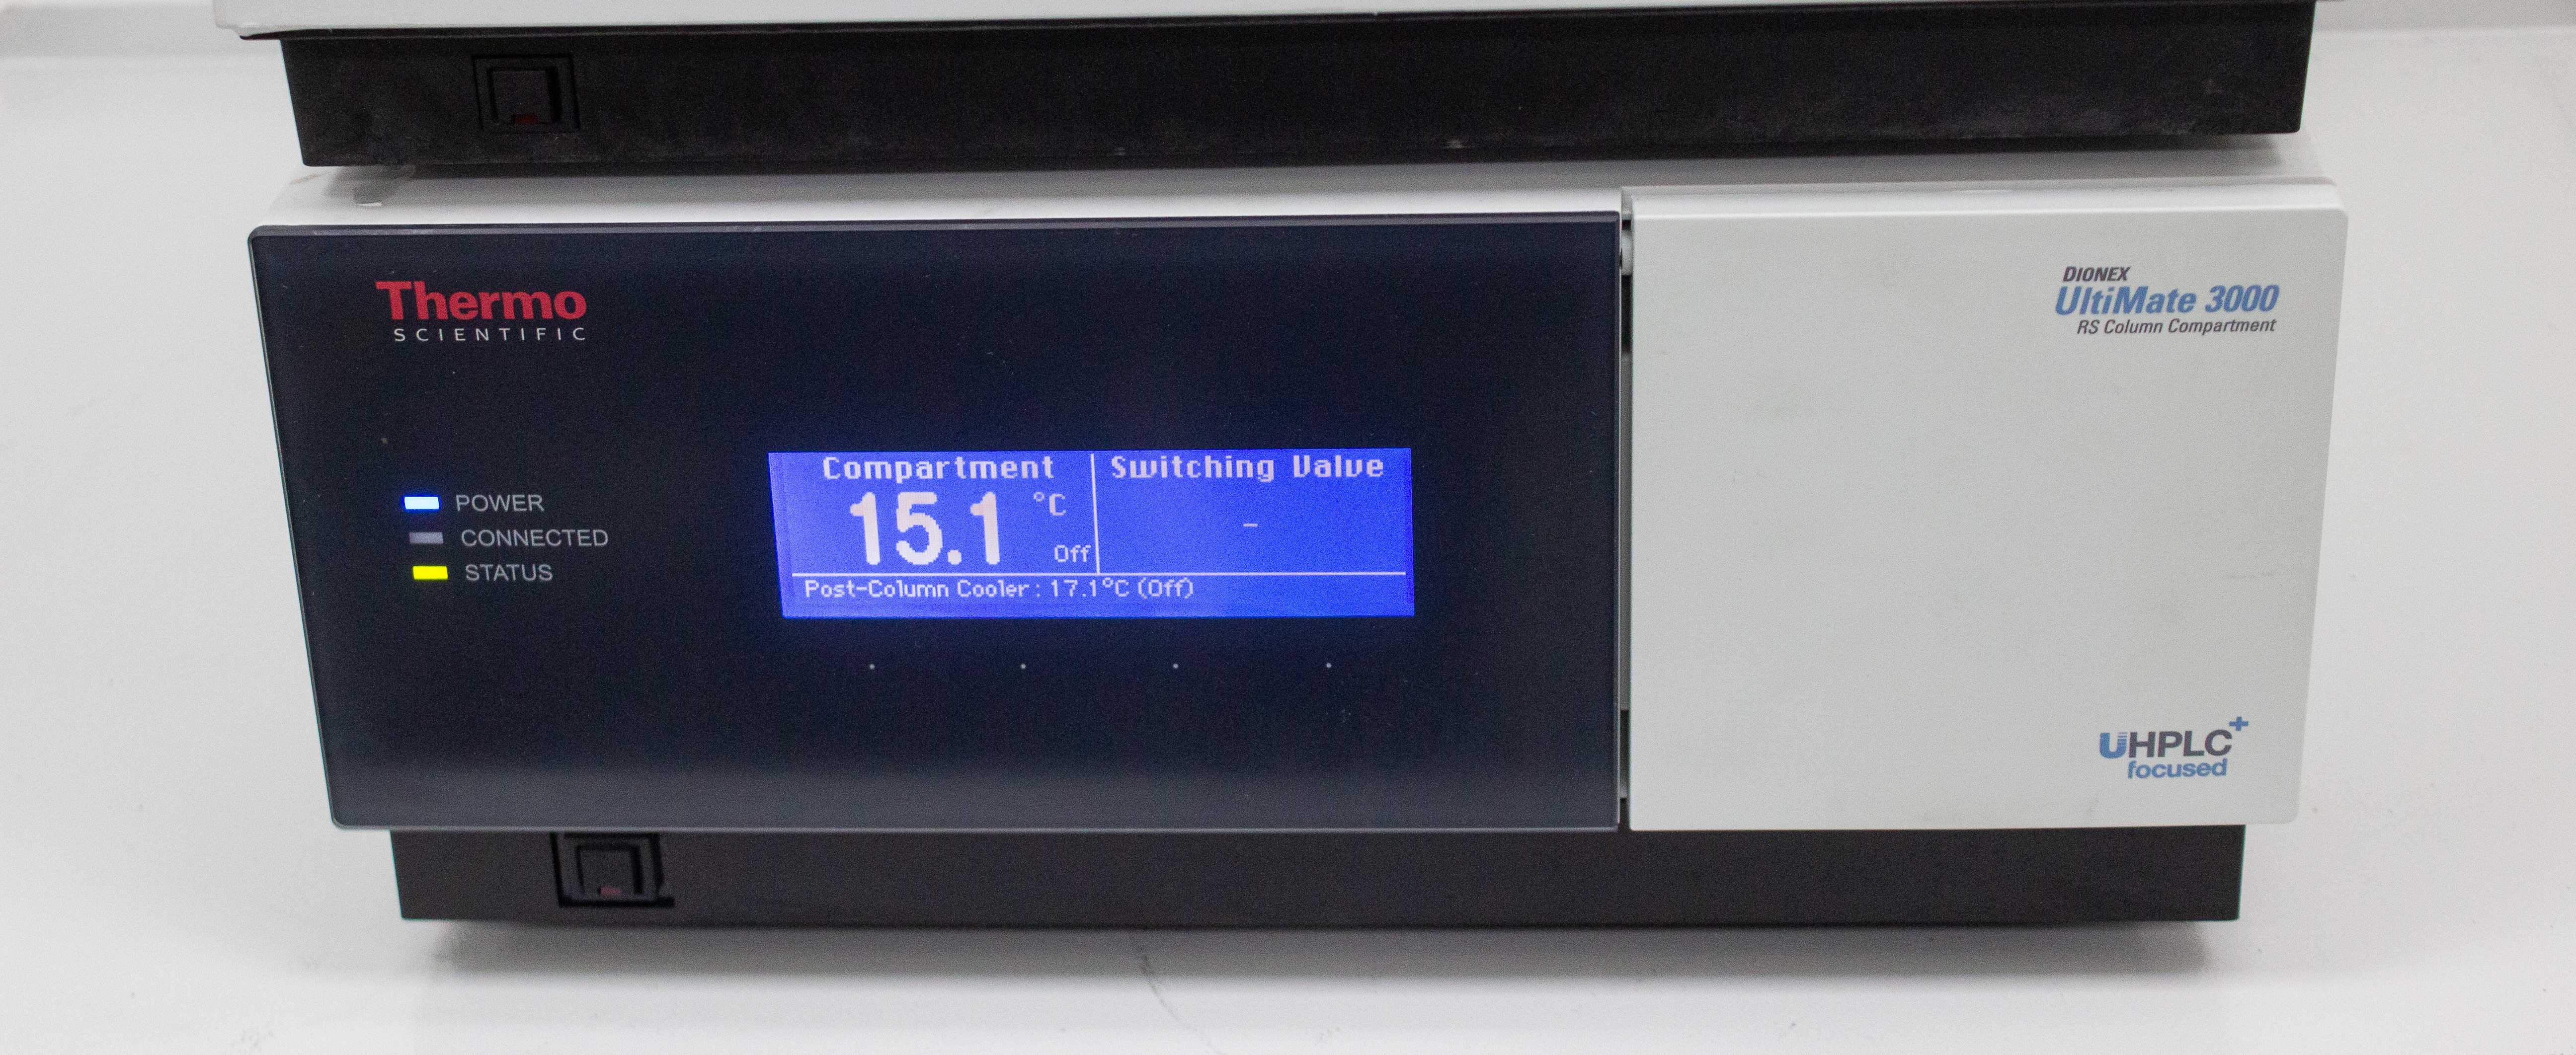 Thermo
SCIENTIFIC
POWER
CONNECTED
STATUS
Compartment
15.1 °C
Off
Switching Valve
-
Post-Column Cooler: 17.1°C (Off)
DIONEX
UltiMate 3000
RS Column Compartment
UHPLC+
focused